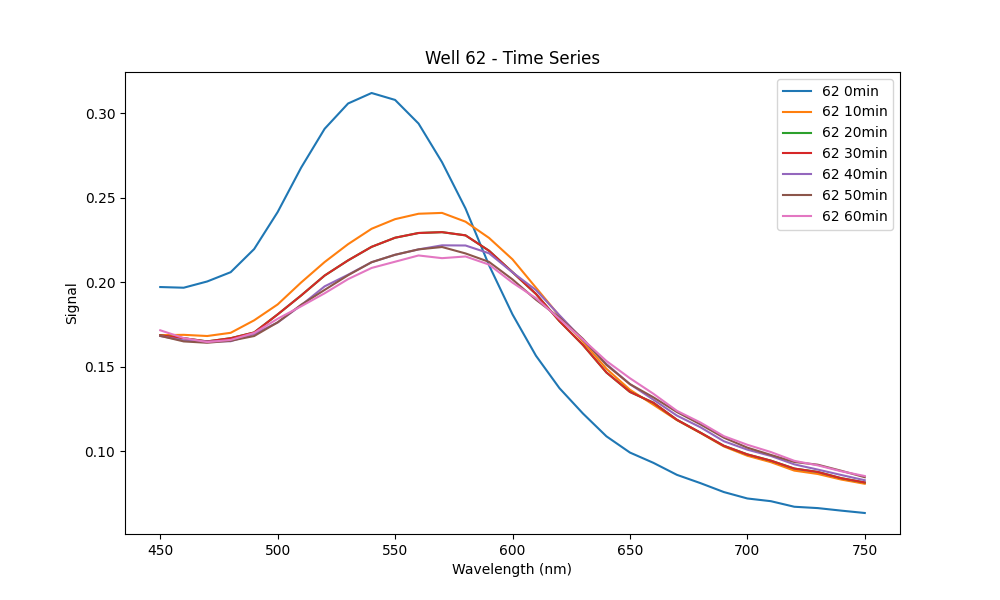 Well 62 - Time Series
62 0min
62 10min
62 20min
62 30min
62 40min
62 50min
62 60min
Signal
0.30
0.25
0.20
0.15
0.10
450 500 550 600 650 700 750
Wavelength (nm)